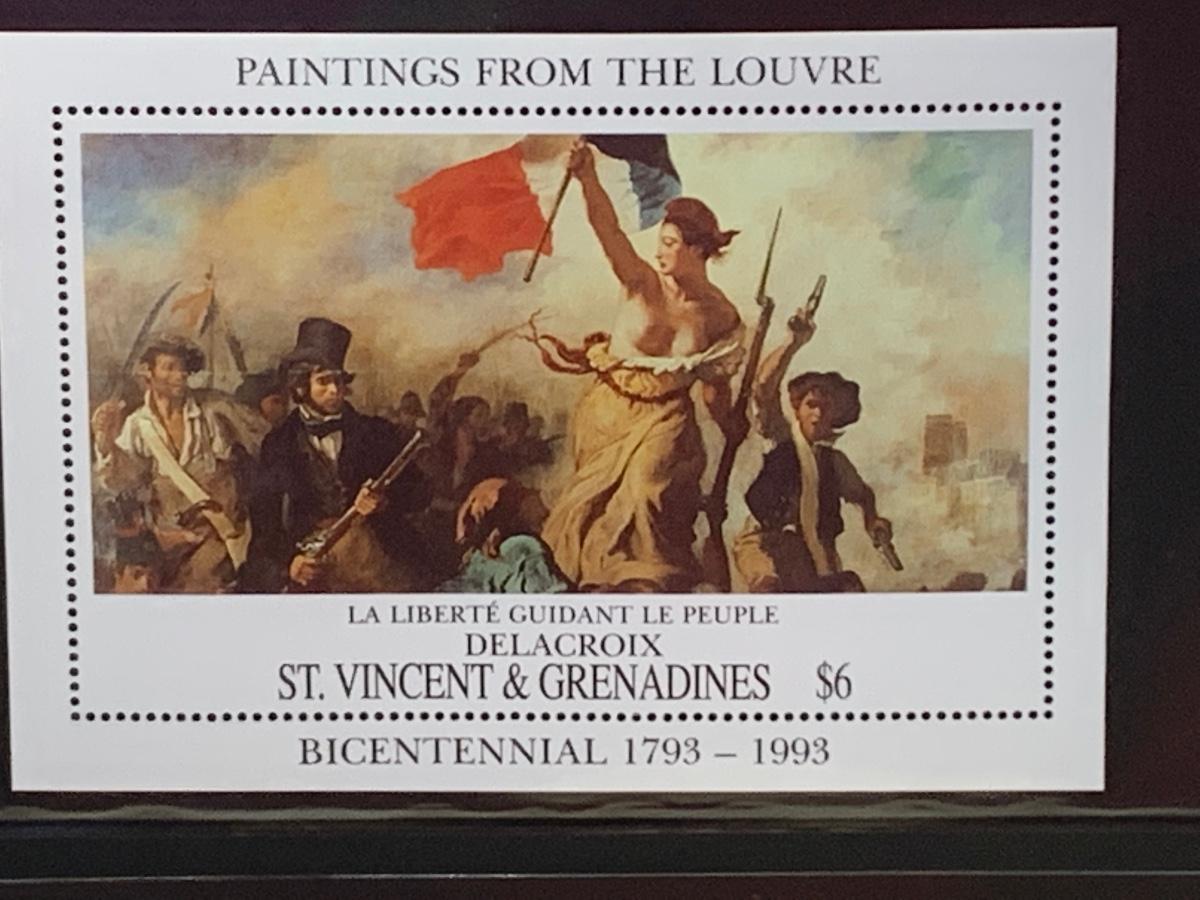 PAINTINGS FROM THE LOUVRE
LA LIBERTÉ GUIDANT LE PEUPLE
DELACROIX
ST. VINCENT & GRENADINES $6
BICENTENNIAL 1793 – 1993